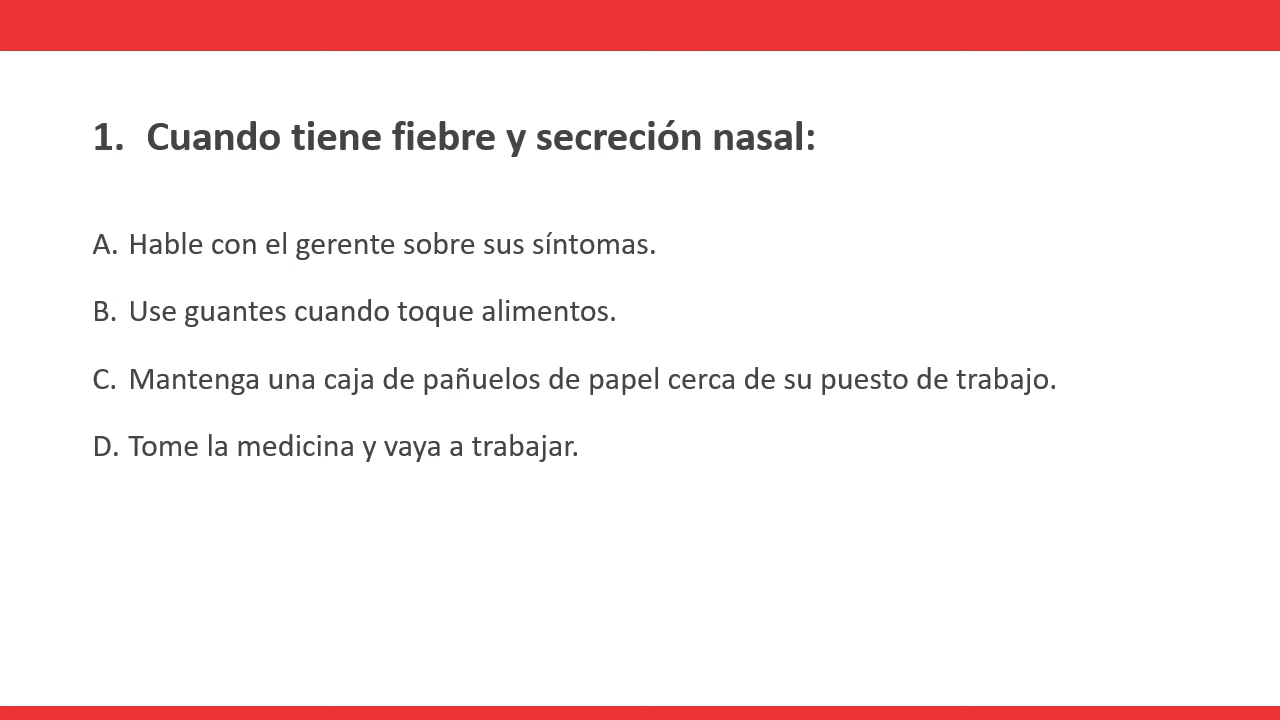 1. Cuando tiene fiebre y secreción nasal:
A. Hable con el gerente sobre sus síntomas.
B. Use guantes cuando toque alimentos.
C. Mantenga una caja de pañuelos de papel cerca de su puesto de trabajo.
D. Tome la medicina y vaya a trabajar.